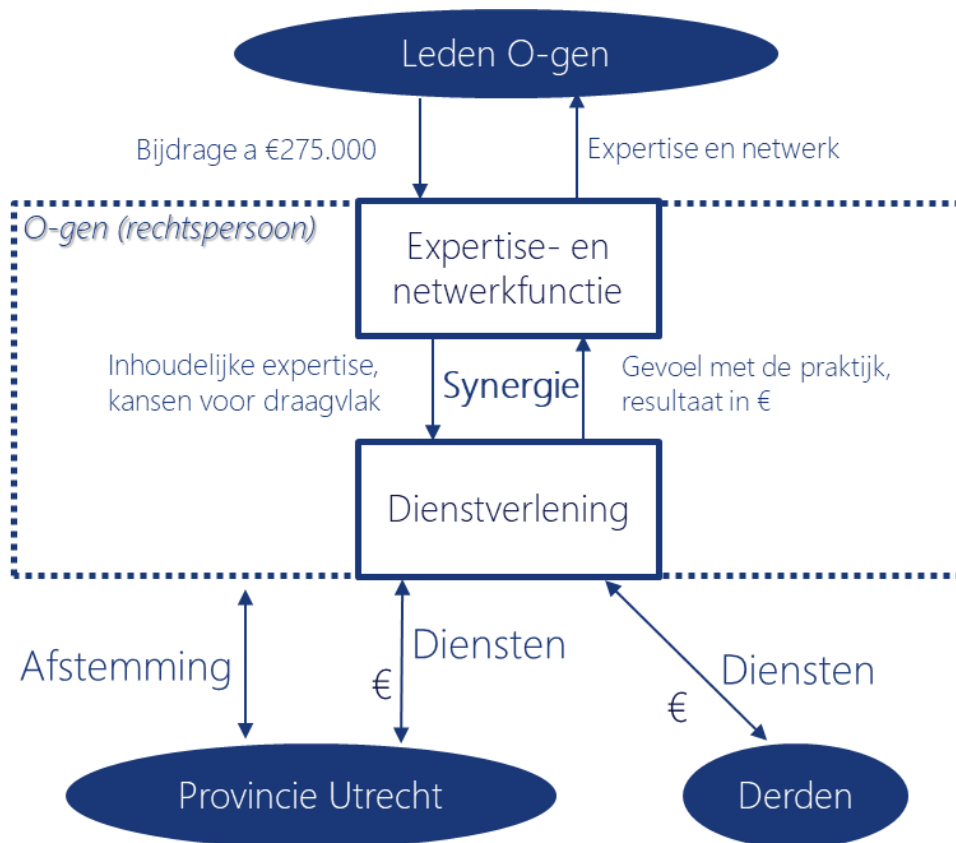 Leden O-gen
Bijdrage a €275.000
Expertise en netwerk
O-gen (rechtspersoon)
Expertise- en
netwerkfunctie
Inhoudelijke expertise,
kansen voor draagvlak
Synergie
Gevoel met de praktijk,
resultaat in €
Dienstverlening
Afstemming
Diensten
€
Diensten
€
Provincie Utrecht
Derden